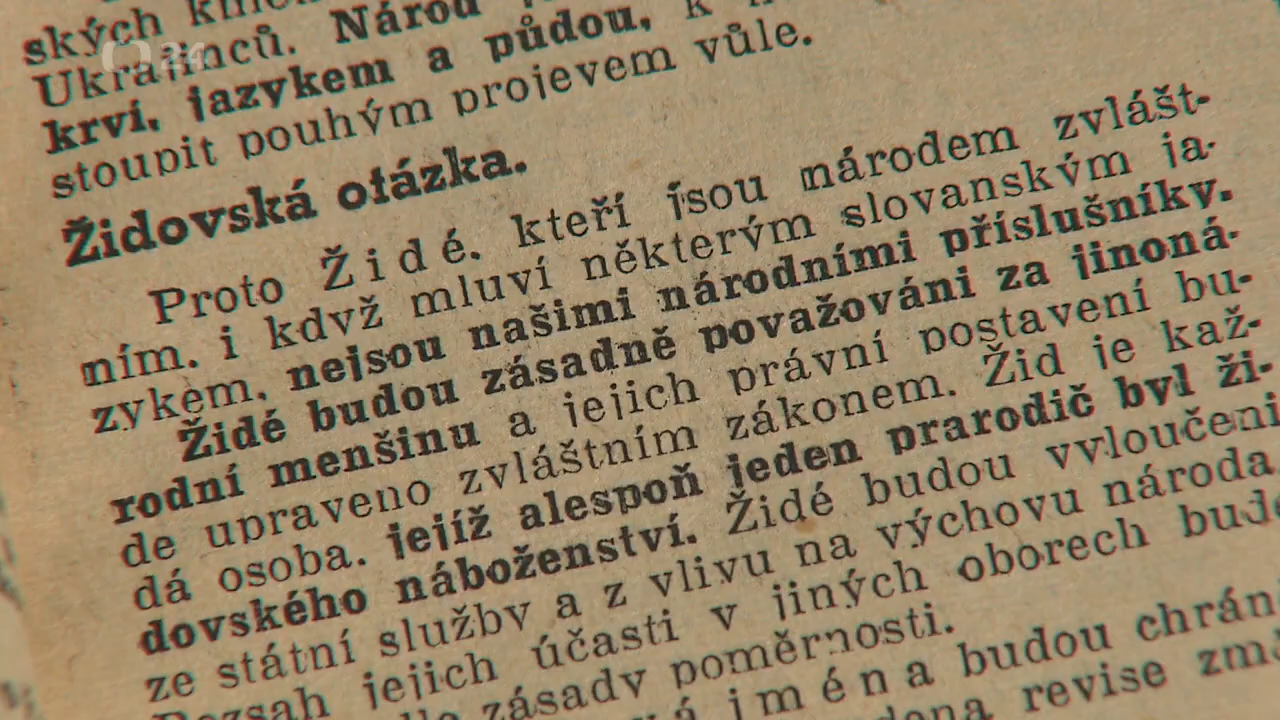 ských
Ukrajinců. Národ
krví, jazykem a půdou, k
stoupit pouhým projevem vůle.
Židovská otázka.
Proto Židé, kteří jsou národem zvlášt-
ním, i když mluví některým slovanským ja-
zykem, nejsou našimi národními příslušníky.
Židé budou zásadně považováni za jinoná-
rodní menšinu a jejich právní postavení bu-
de upraveno zvláštním zákonem. Žid je kaž-
dá osoba, jejíž alespoň jeden prarodič byl ži-
dovského náboženství. Židé budou vyloučeni
ze státní služby a z vlivu na výchovu národa
Rozsah jejich účasti v jiných oborech bude
zásady poměrnosti.
jména budou chrán
revise
24